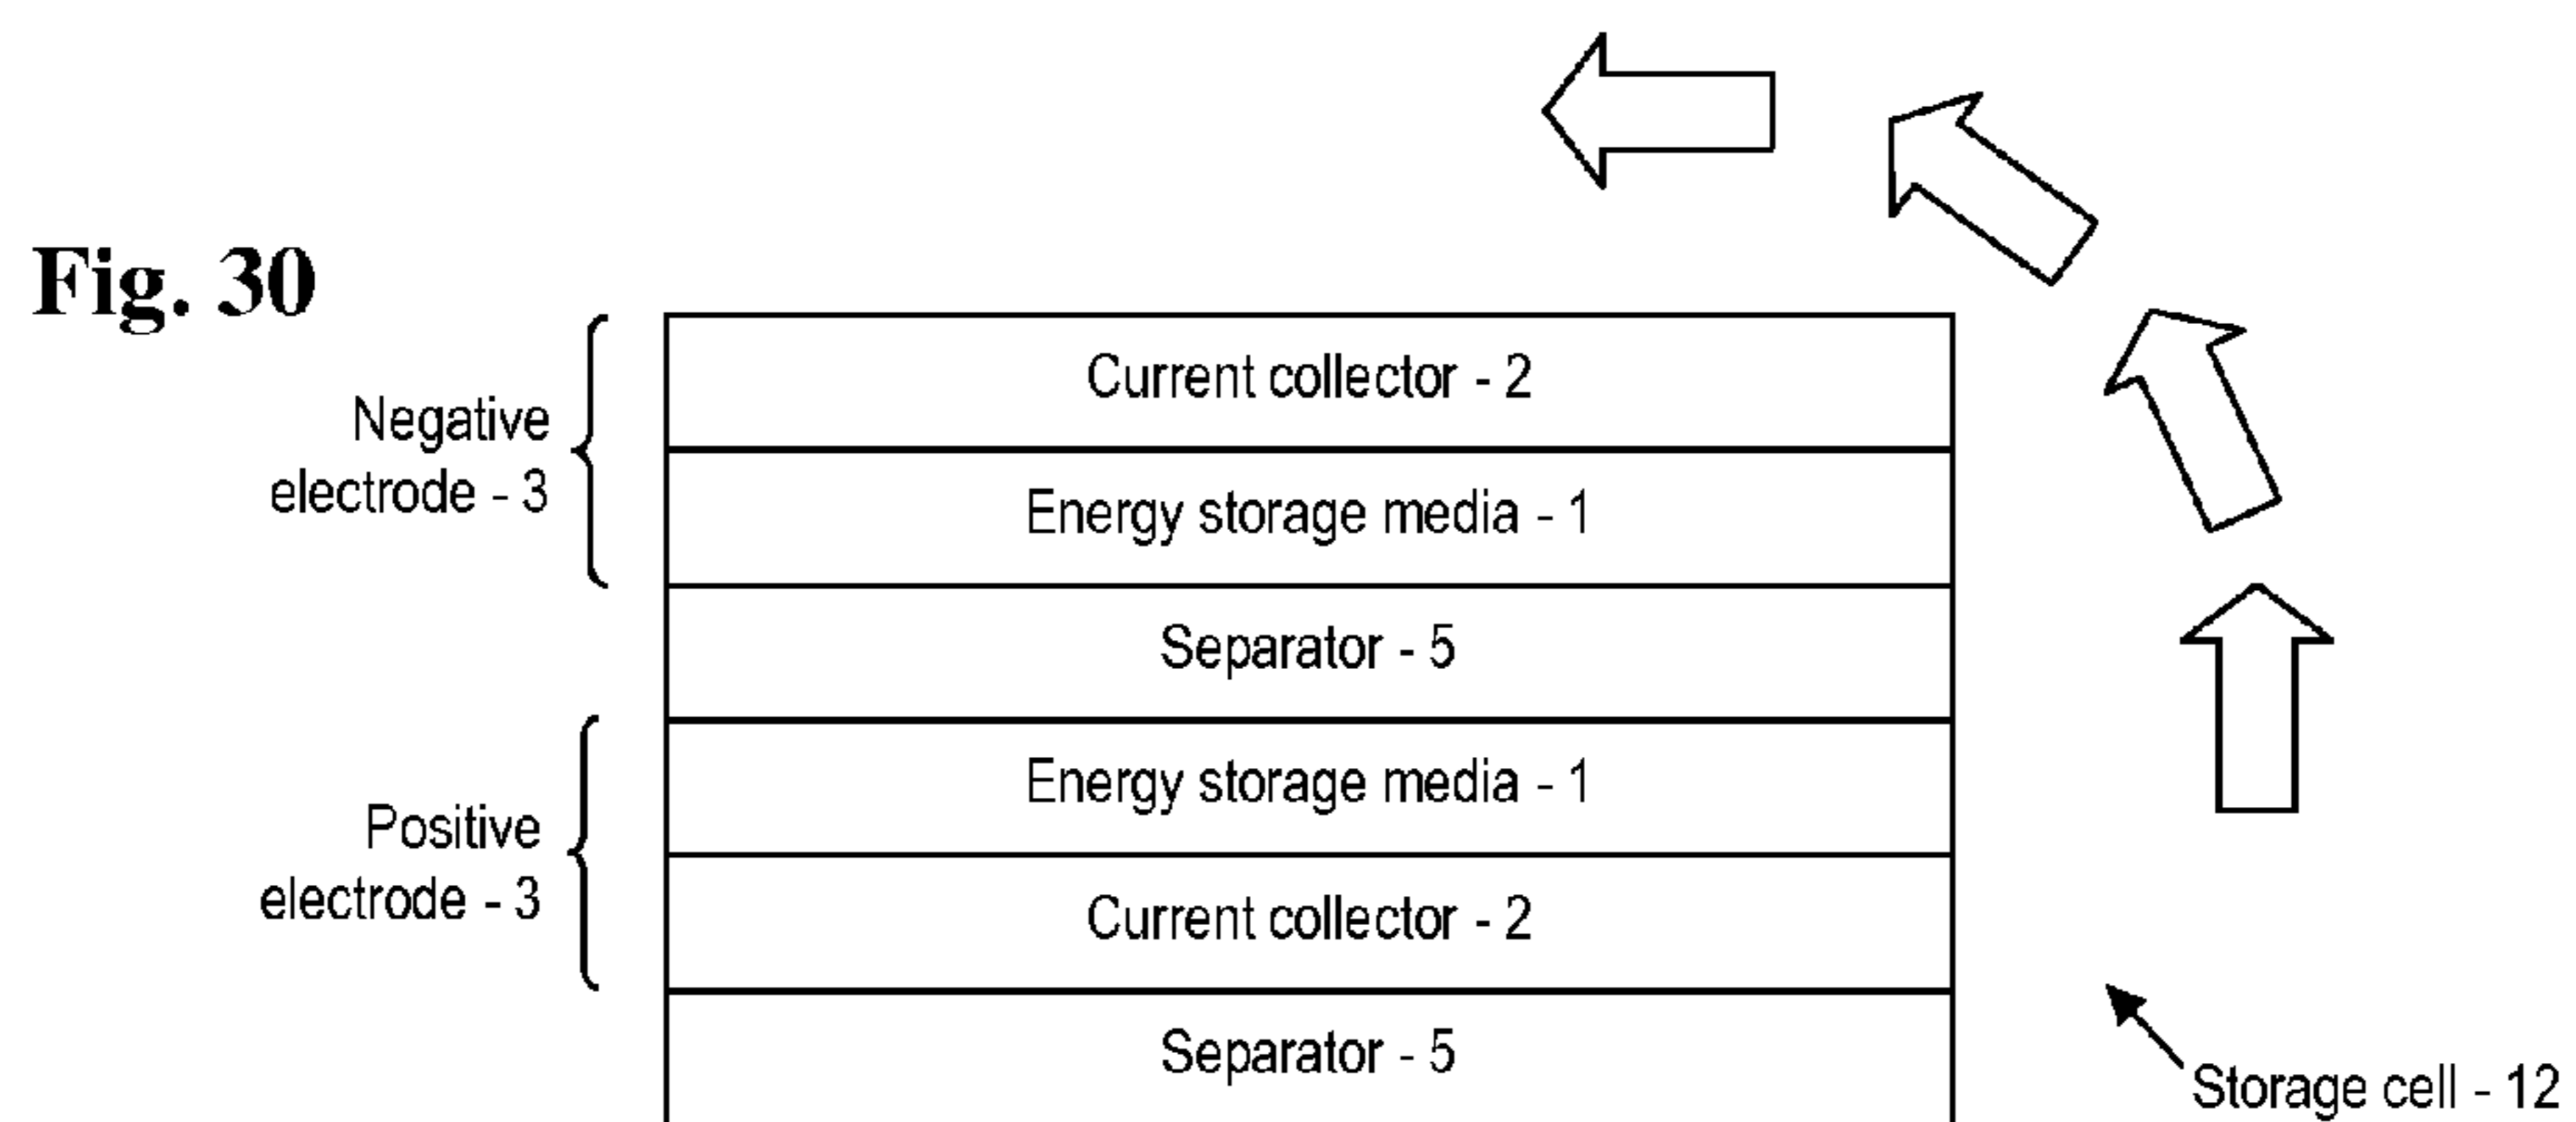 Fig. 30
Current collector - 2
Negative
electrode - 3
Energy storage media - 1
Separator - 5
Energy storage media - 1
Positive
electrode - 3
Current collector - 2
Separator - 5
Storage cell - 12